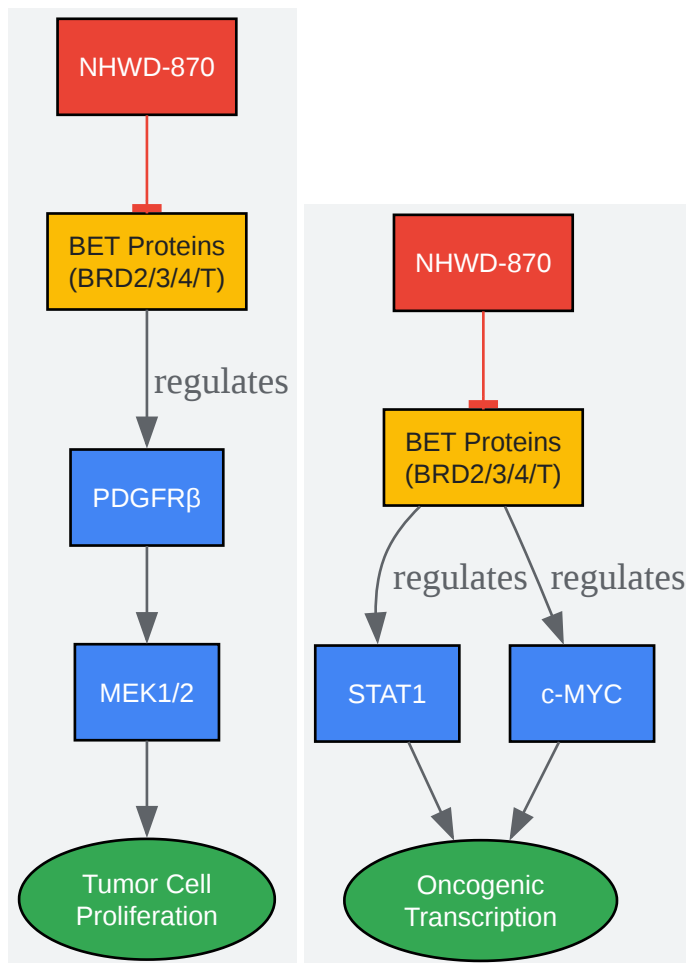 NHWD-870
BET Proteins
(BRD2/3/4/T)
regulates
PDGFRβ
MEK1/2
Tumor Cell
Proliferation
NHWD-870
BET Proteins
(BRD2/3/4/T)
regulates
regulates
STAT1
c-MYC
Oncogenic
Transcription